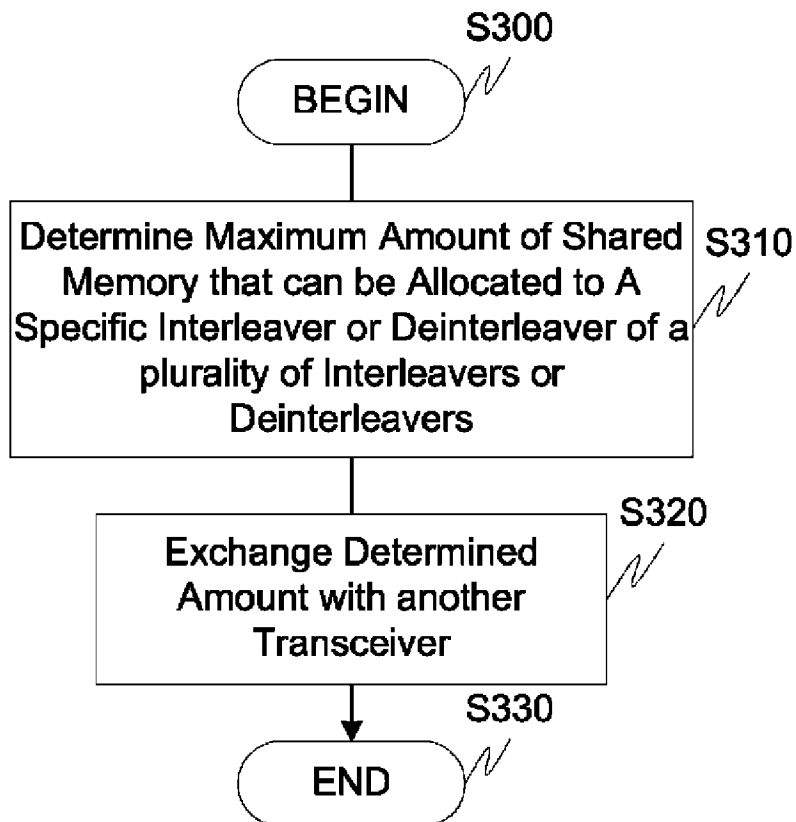 S300
BEGIN
Determine Maximum Amount of Shared
Memory that can be Allocated to A
Specific Interleaver or Deinterleaver of a
plurality of Interleavers or
Deinterleavers
S310
Exchange Determined
Amount with another
Transceiver
S320
S330
END